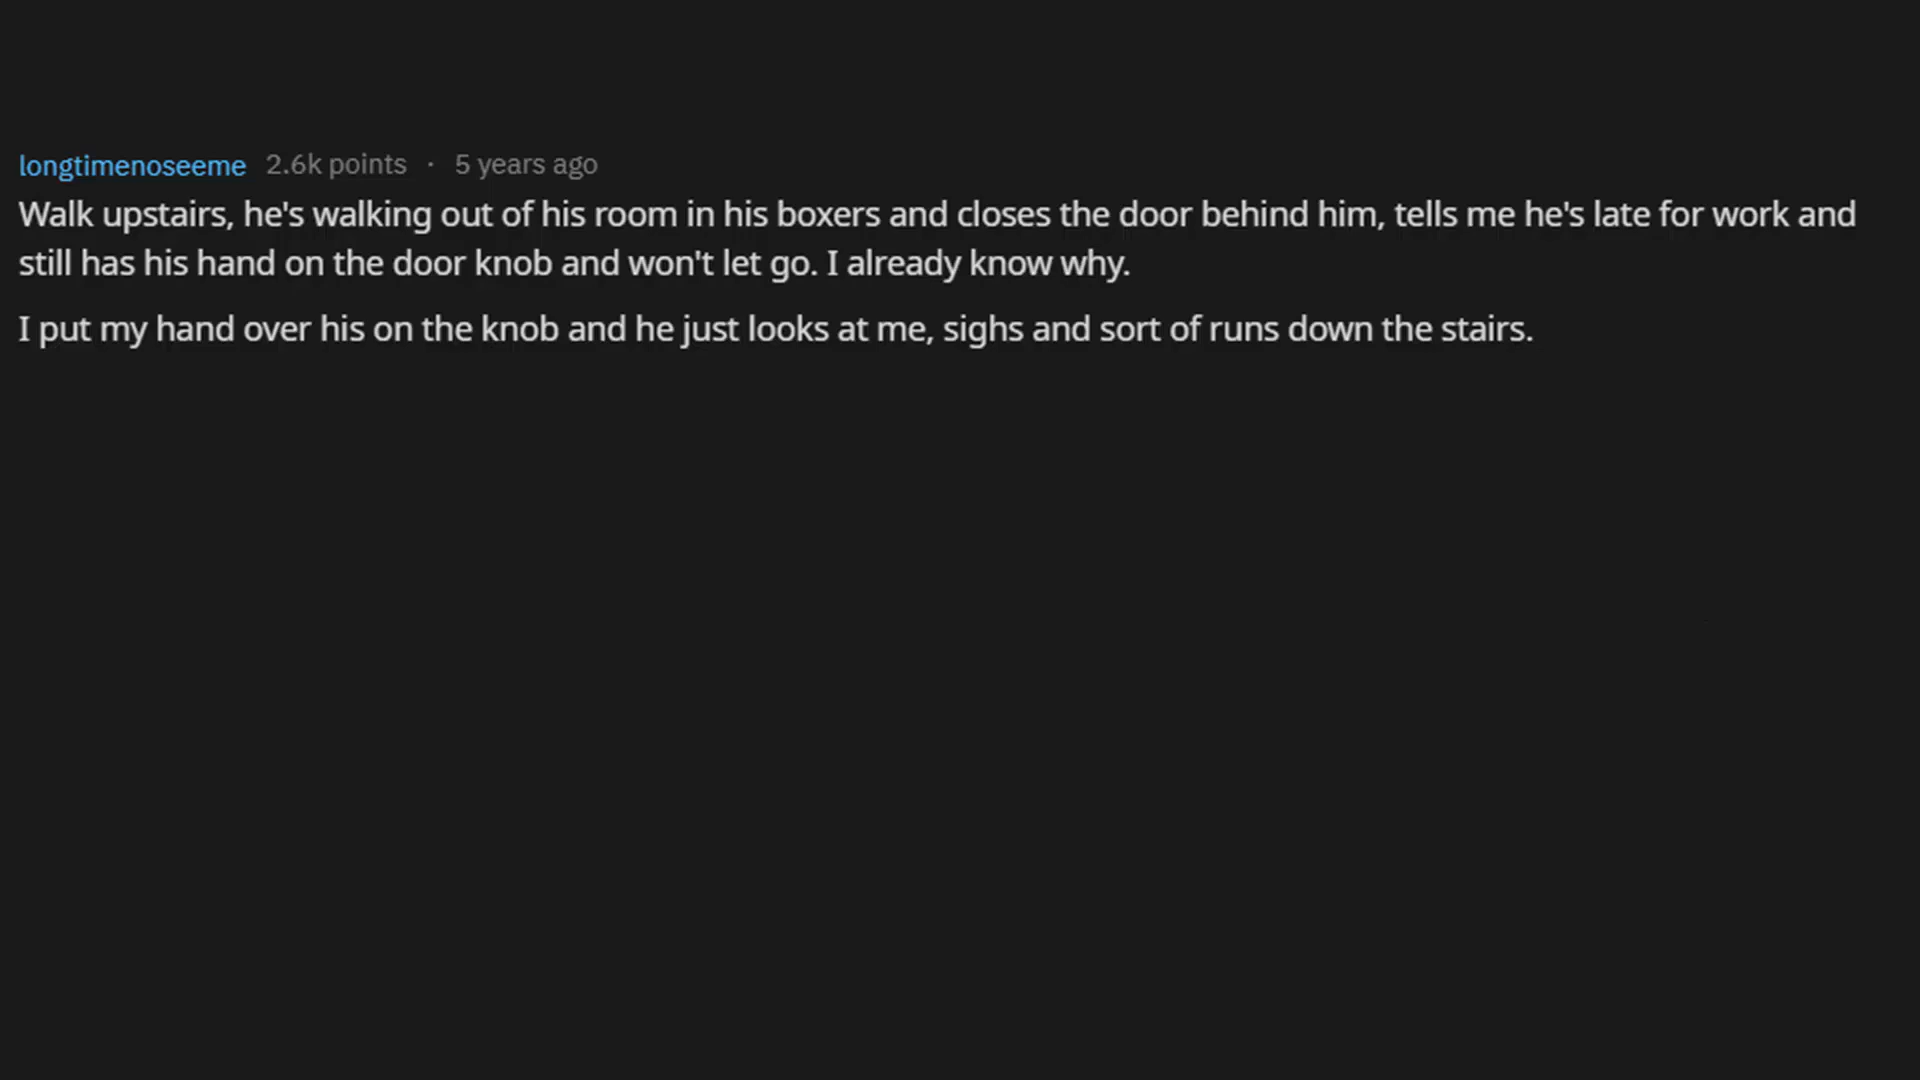 longtimenoseeme 2.6k points · 5 years ago
Walk upstairs, he's walking out of his room in his boxers and closes the door behind him, tells me he's late for work and
still has his hand on the door knob and won't let go. I already know why.
I put my hand over his on the knob and he just looks at me, sighs and sort of runs down the stairs.